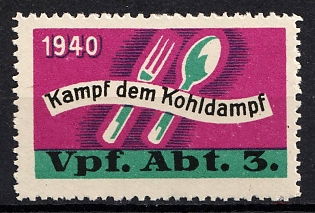 1940
Kampf dem Kohldampf
Vpf. Abt. 3.